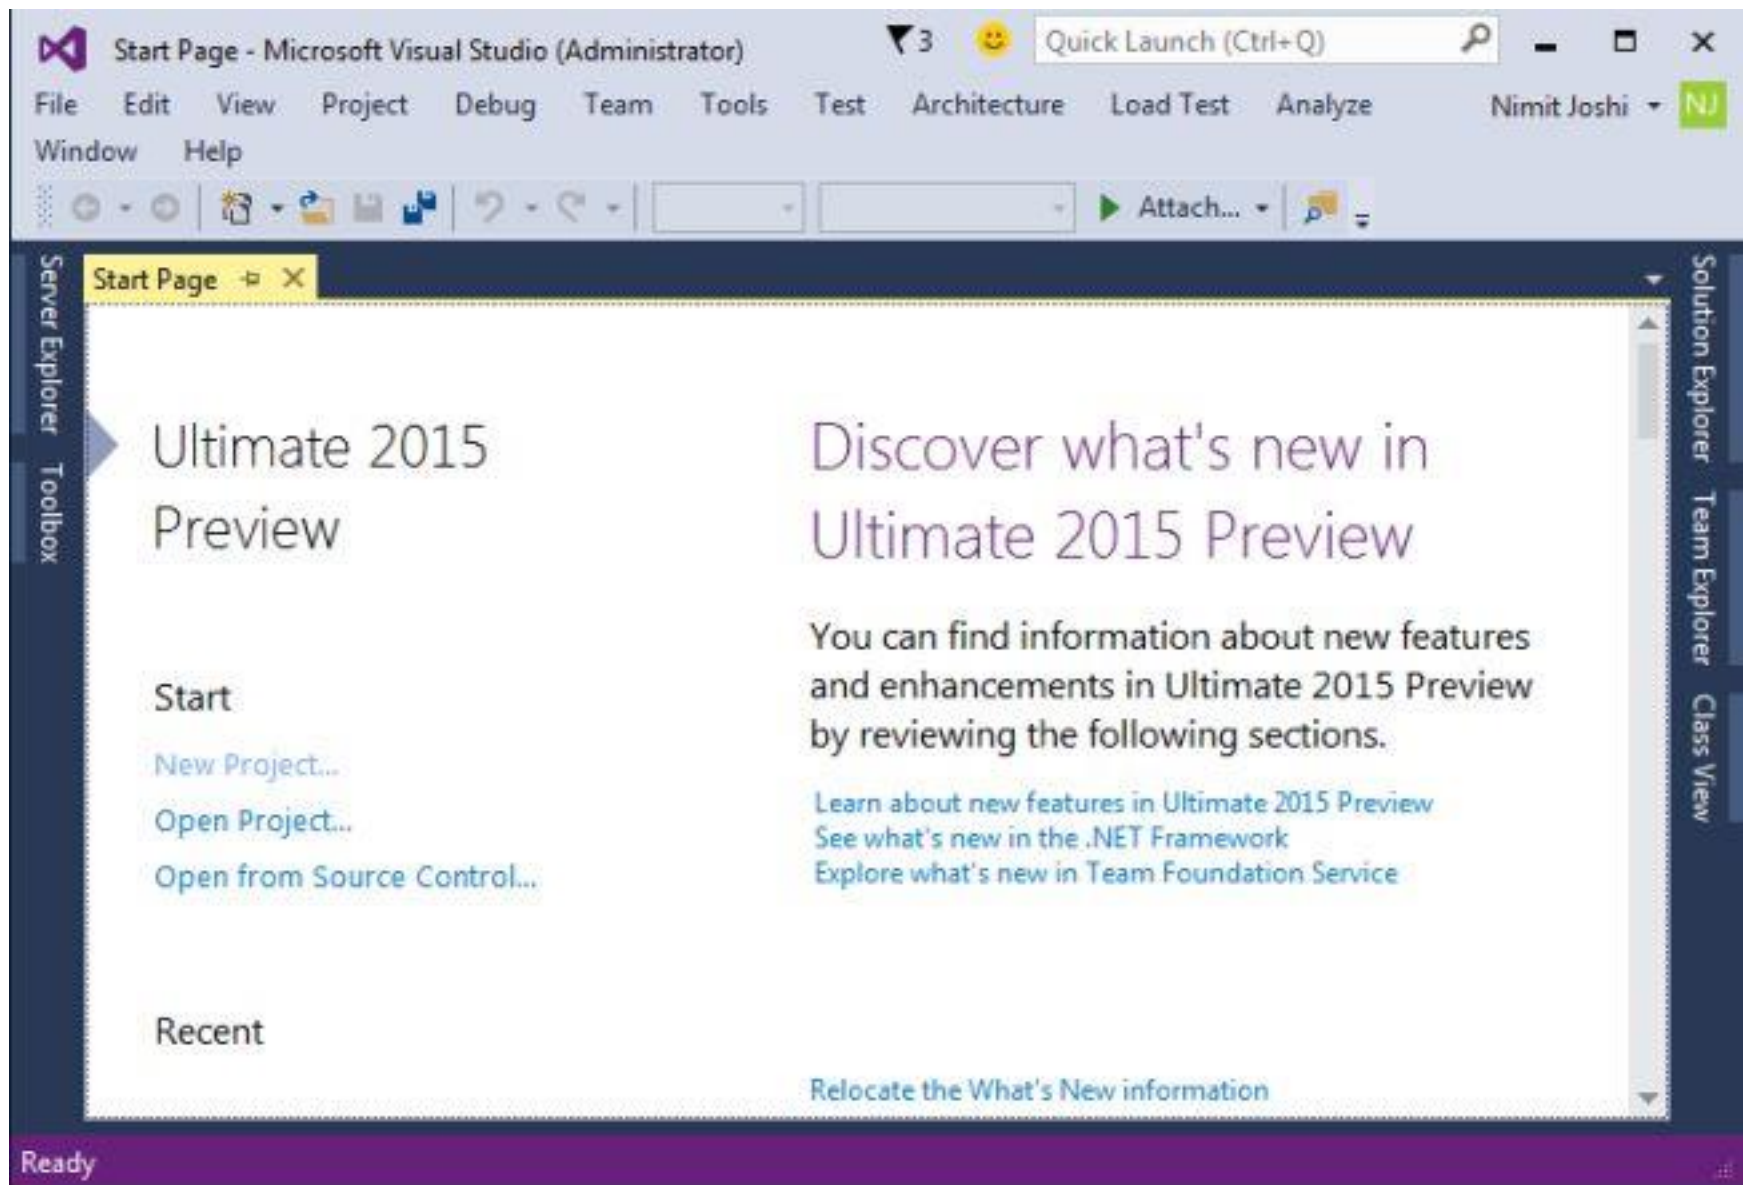 Start Page - Microsoft Visual Studio (Administrator)
3
Quick Launch (Ctrl+Q)
File Edit View Project Debug Team Tools Test Architecture Load Test Analyze
Nimit Joshi
NJ
Window Help
Attach...
Server Explorer
Toolbox
Start Page
Ultimate 2015
Preview
Start
New Project...
Open Project...
Open from Source Control...
Recent
Discover what's new in
Ultimate 2015 Preview
You can find information about new features
and enhancements in Ultimate 2015 Preview
by reviewing the following sections.
Learn about new features in Ultimate 2015 Preview
See what's new in the .NET Framework
Explore what's new in Team Foundation Service
Relocate the What's New information
Solution Explorer
Team Explorer
Class View
Ready